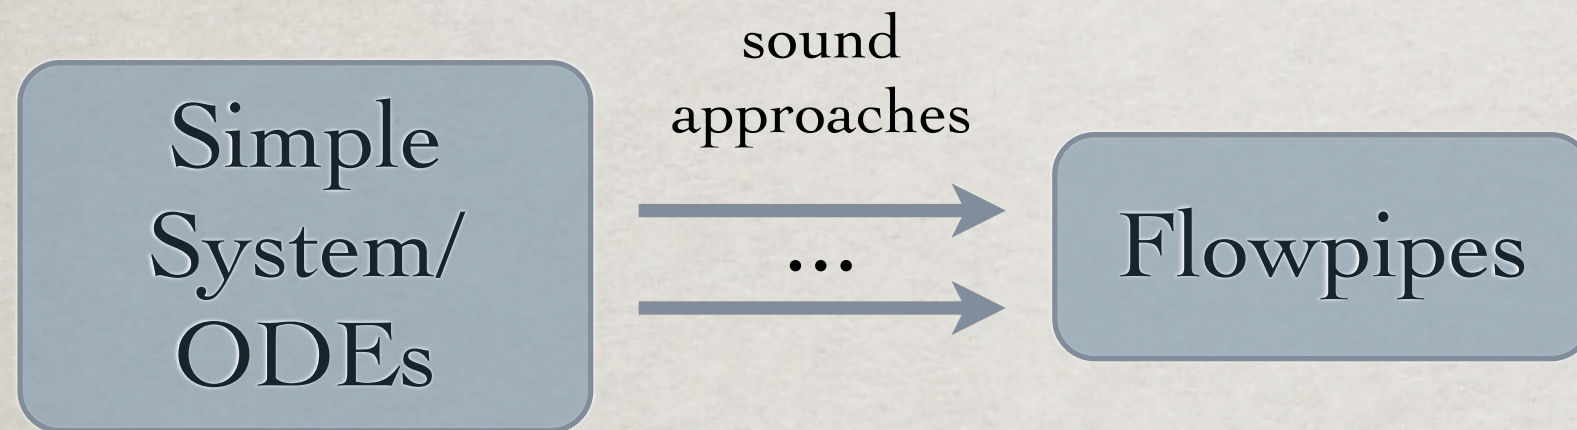 sound
approaches
Simple
System/
ODEs
...
Flowpipes